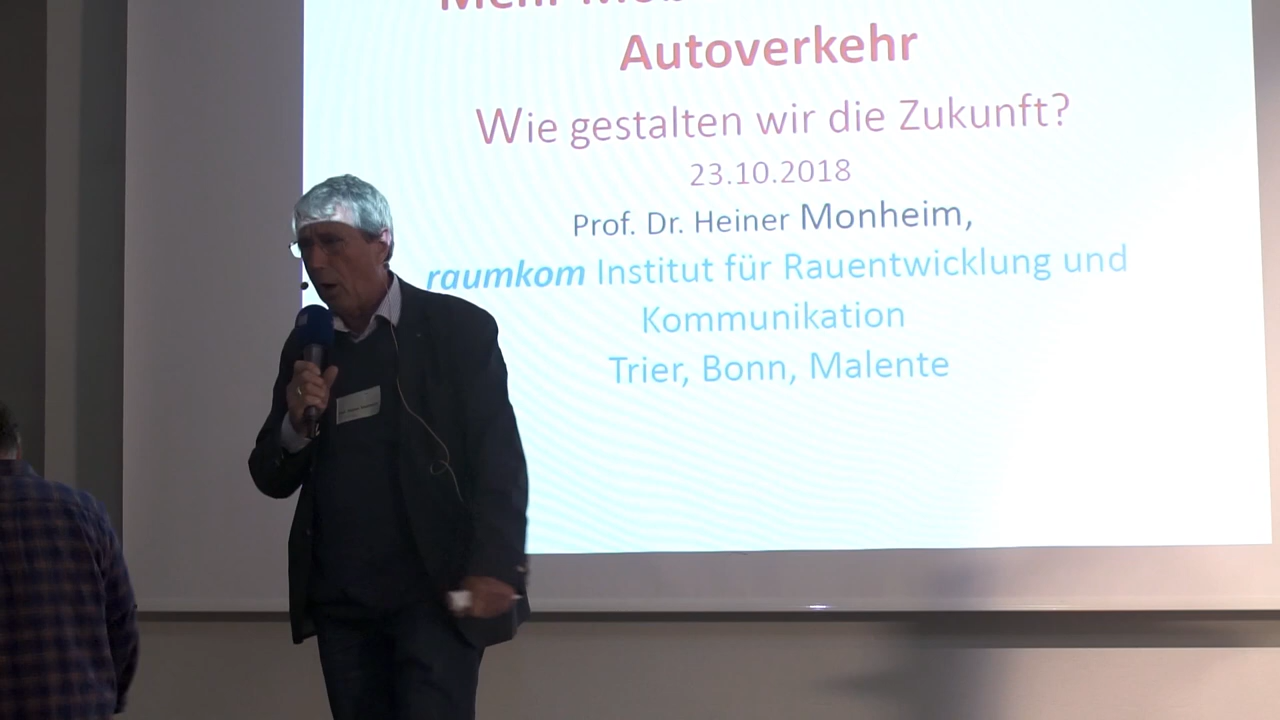 Mehr
Autoverkehr
Wie gestalten wir die Zukunft?
23.10.2018
Prof. Dr. Heiner Monheim,
raumkom Institut für Rauentwicklung und
Kommunikation
Trier, Bonn, Malente